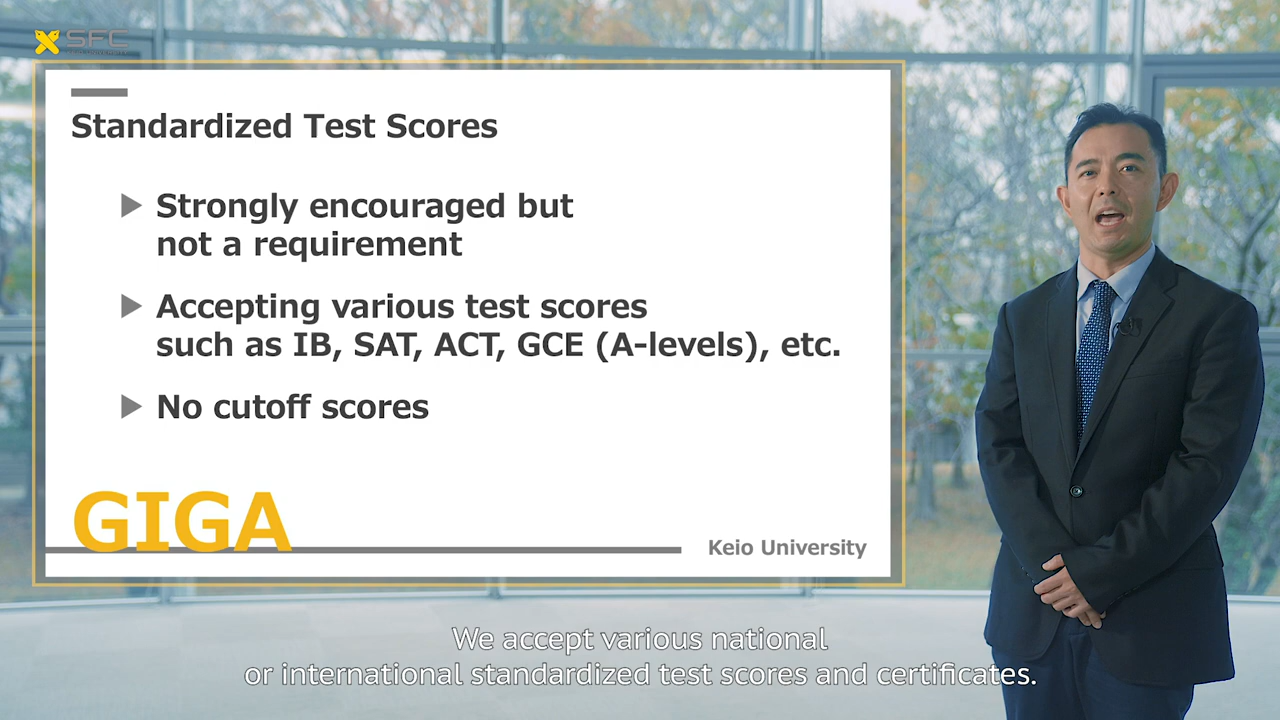 SFC
KEIO UNIVERSITY
Standardized Test Scores
Strongly encouraged but
not a requirement
Accepting various test scores
such as IB, SAT, ACT, GCE (A-levels), etc.
No cutoff scores
GIGA
Keio University
We accept various national
or international standardized test scores and certificates.